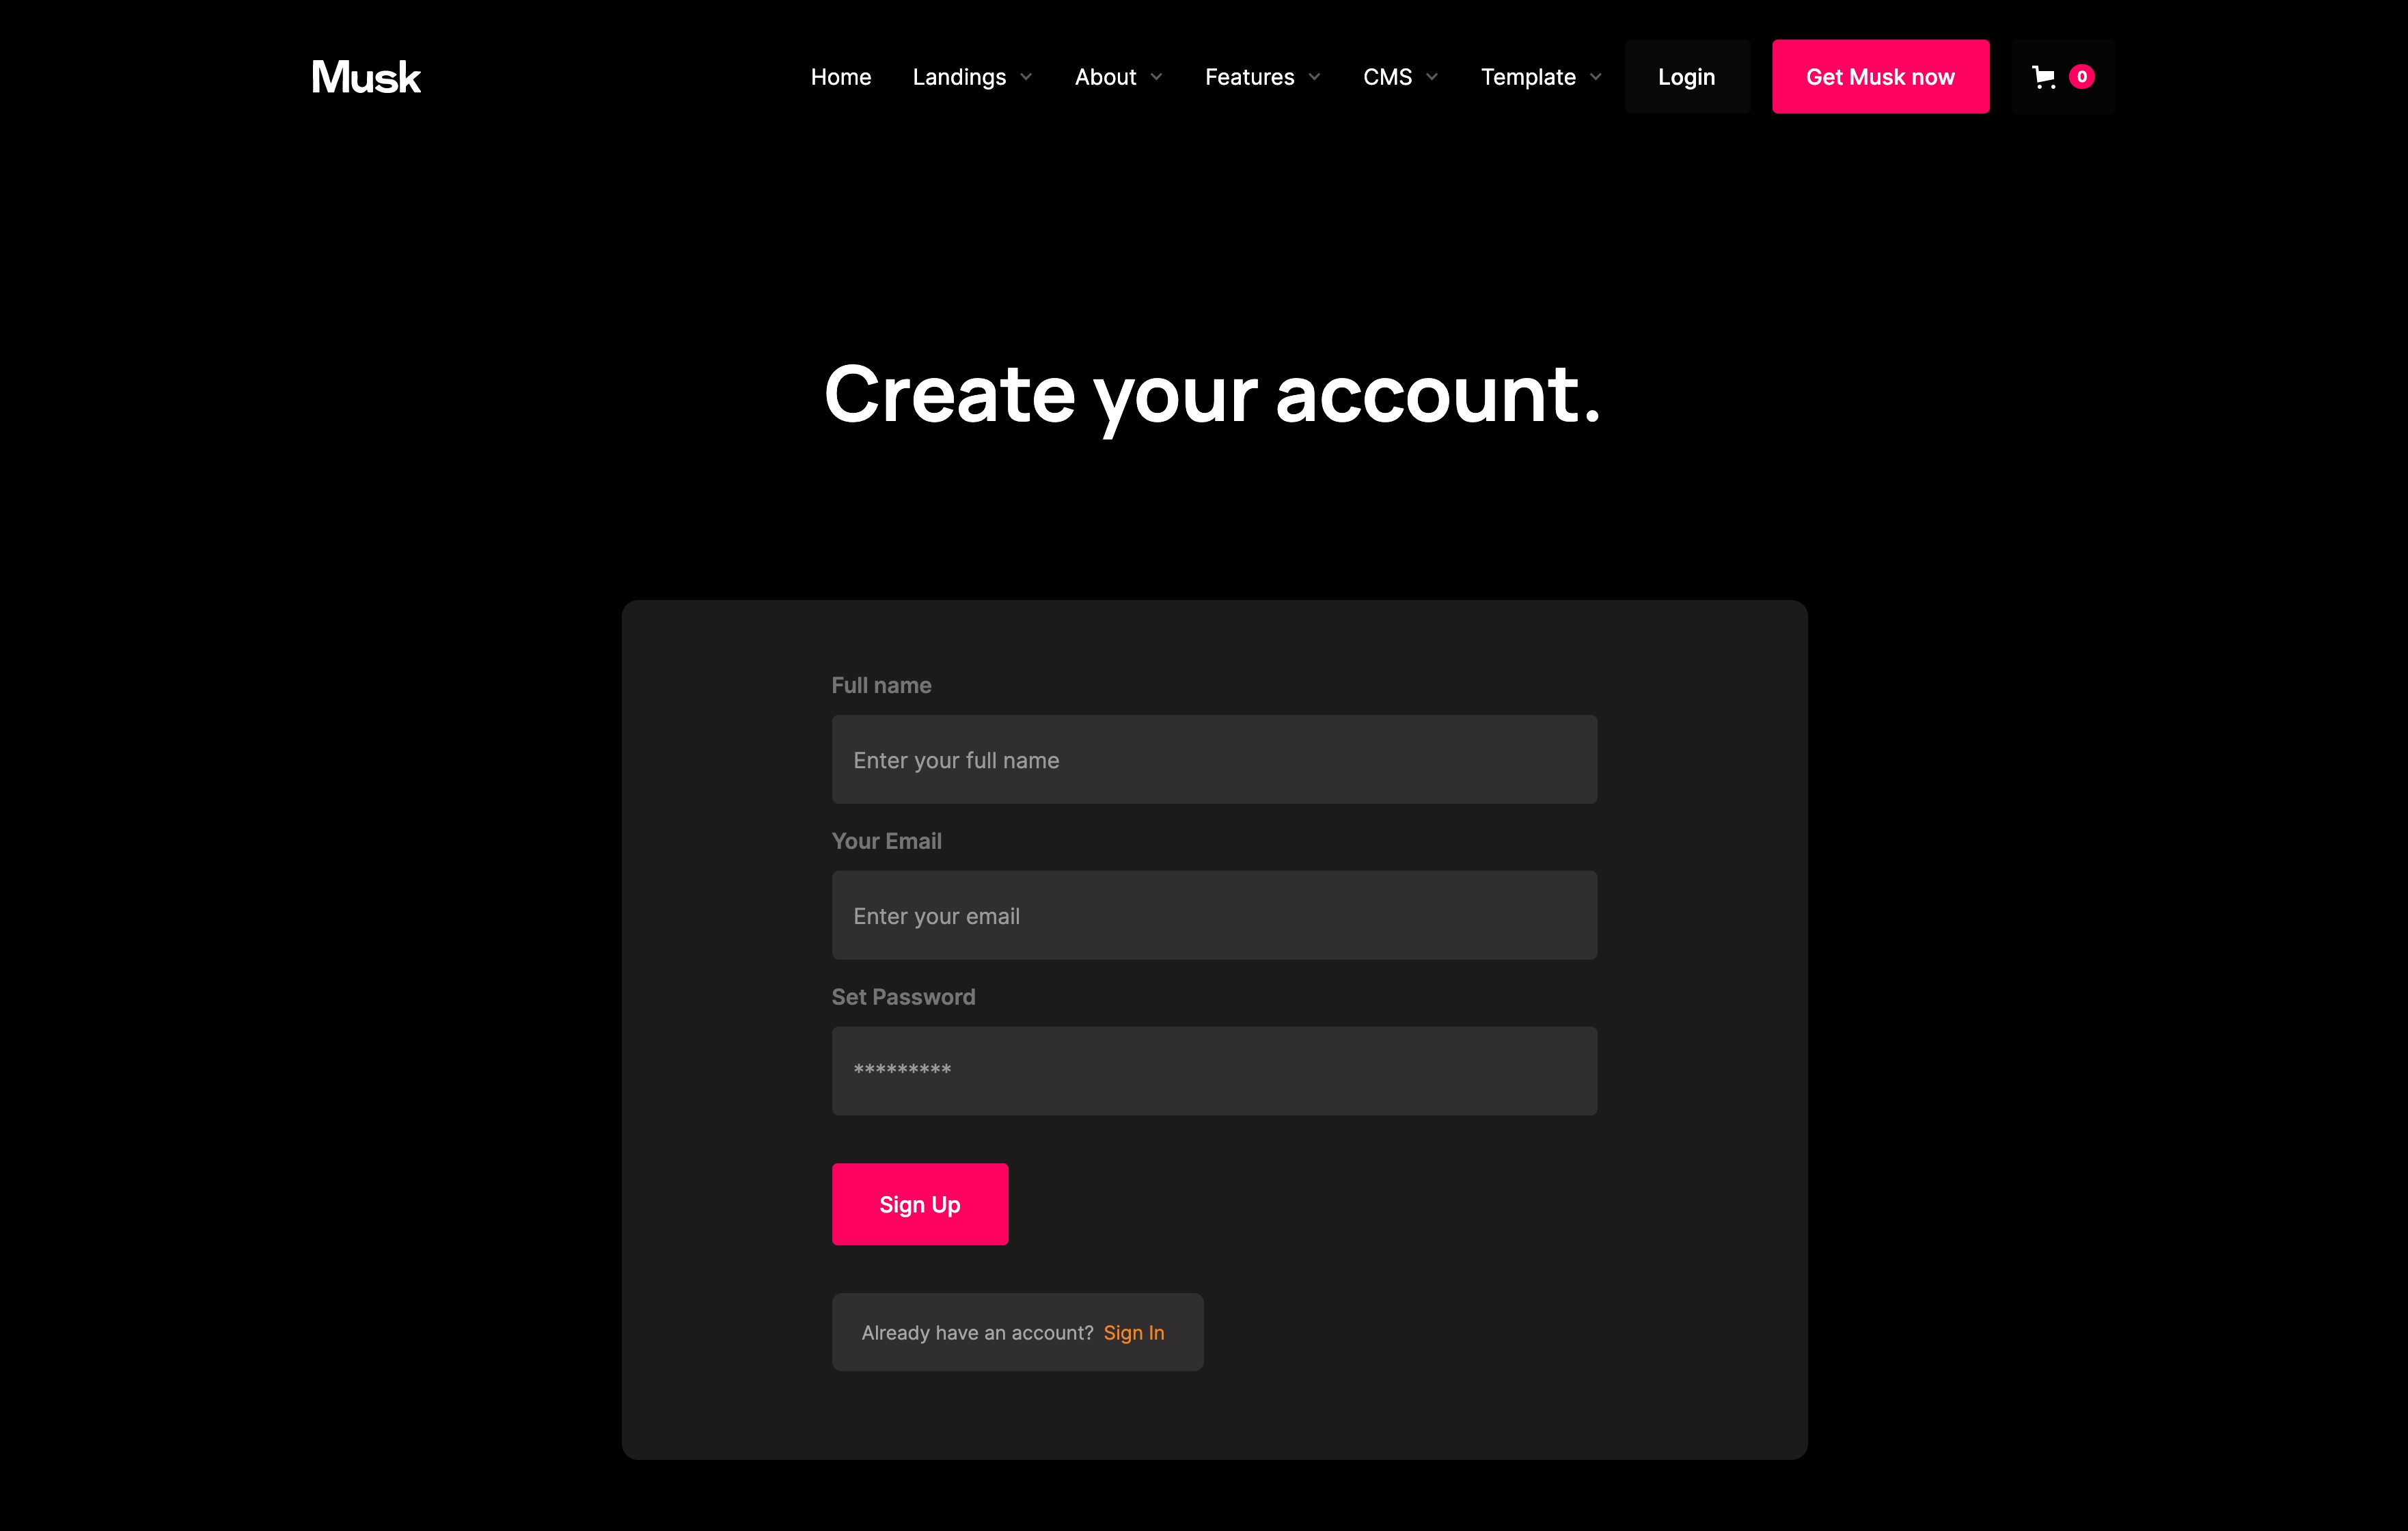 Musk
Home Landings About Features CMS Template Login Get Musk now 0
Create your account.
Full name
Enter your full name
Your Email
Enter your email
Set Password
*********
Sign Up
Already have an account? Sign In